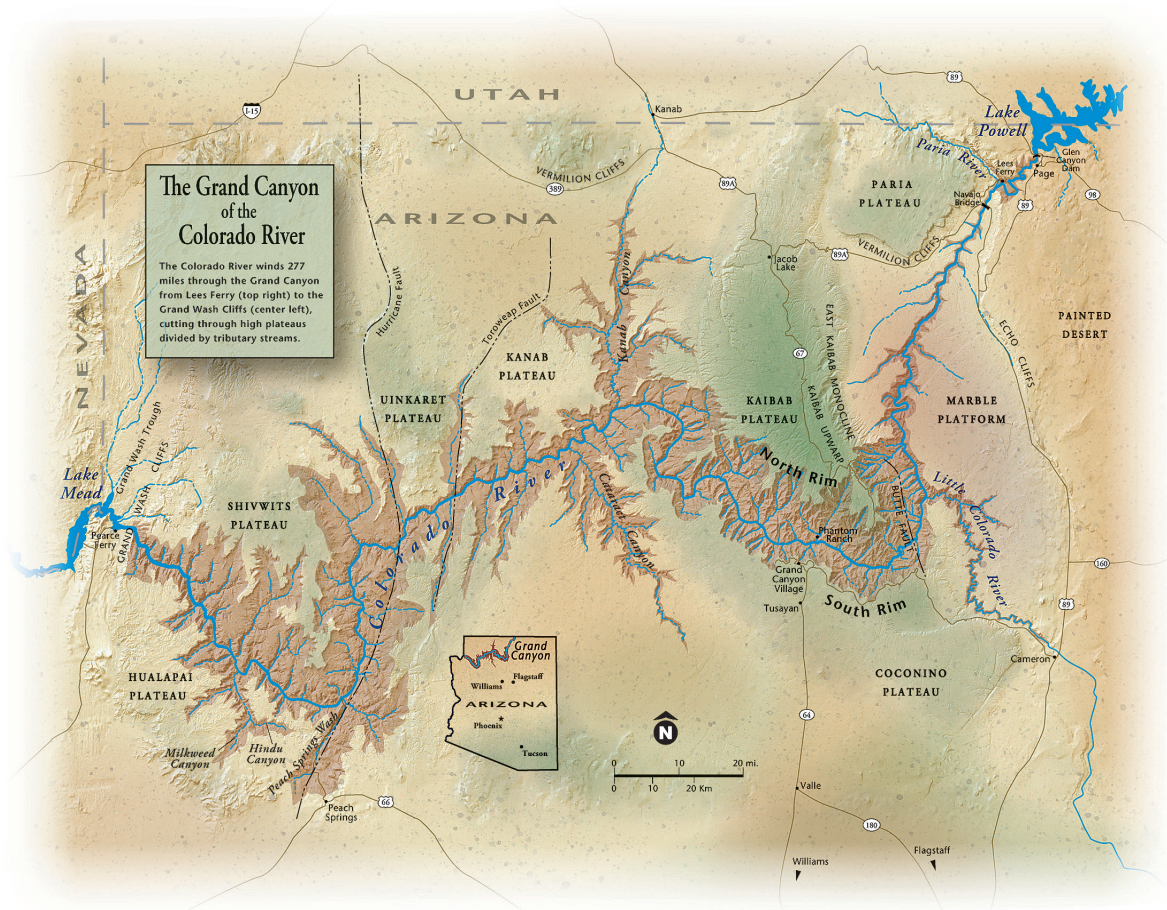 UTAH
89
I-15
Kanab
Lake
Powell
Paria River
Glen
Canyon
Dam
Lees
Ferry
Page
VERMILION CLIFFS
389
89A
98
PARIA
PLATEAU
Navajo
Bridge
89
The Grand Canyon
of the
Colorado River
The Colorado River winds 277
miles through the Grand Canyon
from Lees Ferry (top right) to the
Grand Wash Cliffs (center left),
cutting through high plateaus
divided by tributary streams.
ARIZONA
NEVADA
VERMILION CLIFFS
89A
Jacob
Lake
Kanab Canyon
Hurricane Fault
Toroweap Fault
EAST KAIBAB MONOCLINE
ECHO CLIFFS
PAINTED
DESERT
67
KANAB
PLATEAU
KAIBAB UPWARP
UINKARET
PLATEAU
KAIBAB
PLATEAU
MARBLE
PLATFORM
Grand Wash Trough
GRAND WASH CLIFFS
Lake
Mead
North Rim
Colorado River
Cataract Canyon
BUTTE FAULT
Little Colorado River
SHIVWITS
PLATEAU
Pearce
Ferry
Phantom
Ranch
160
Grand
Canyon
Village
Tusayan
South Rim
89
Cameron
Grand
Canyon
Williams
Flagstaff
ARIZONA
Phoenix
Tucson
COCONINO
PLATEAU
HUALAPAI
PLATEAU
64
N
Milkweed
Canyon
Hindu
Canyon
Peach Springs Wash
0 10 20 mi.
0 10 20 Km
Peach
Springs
66
Valle
180
Williams
Flagstaff